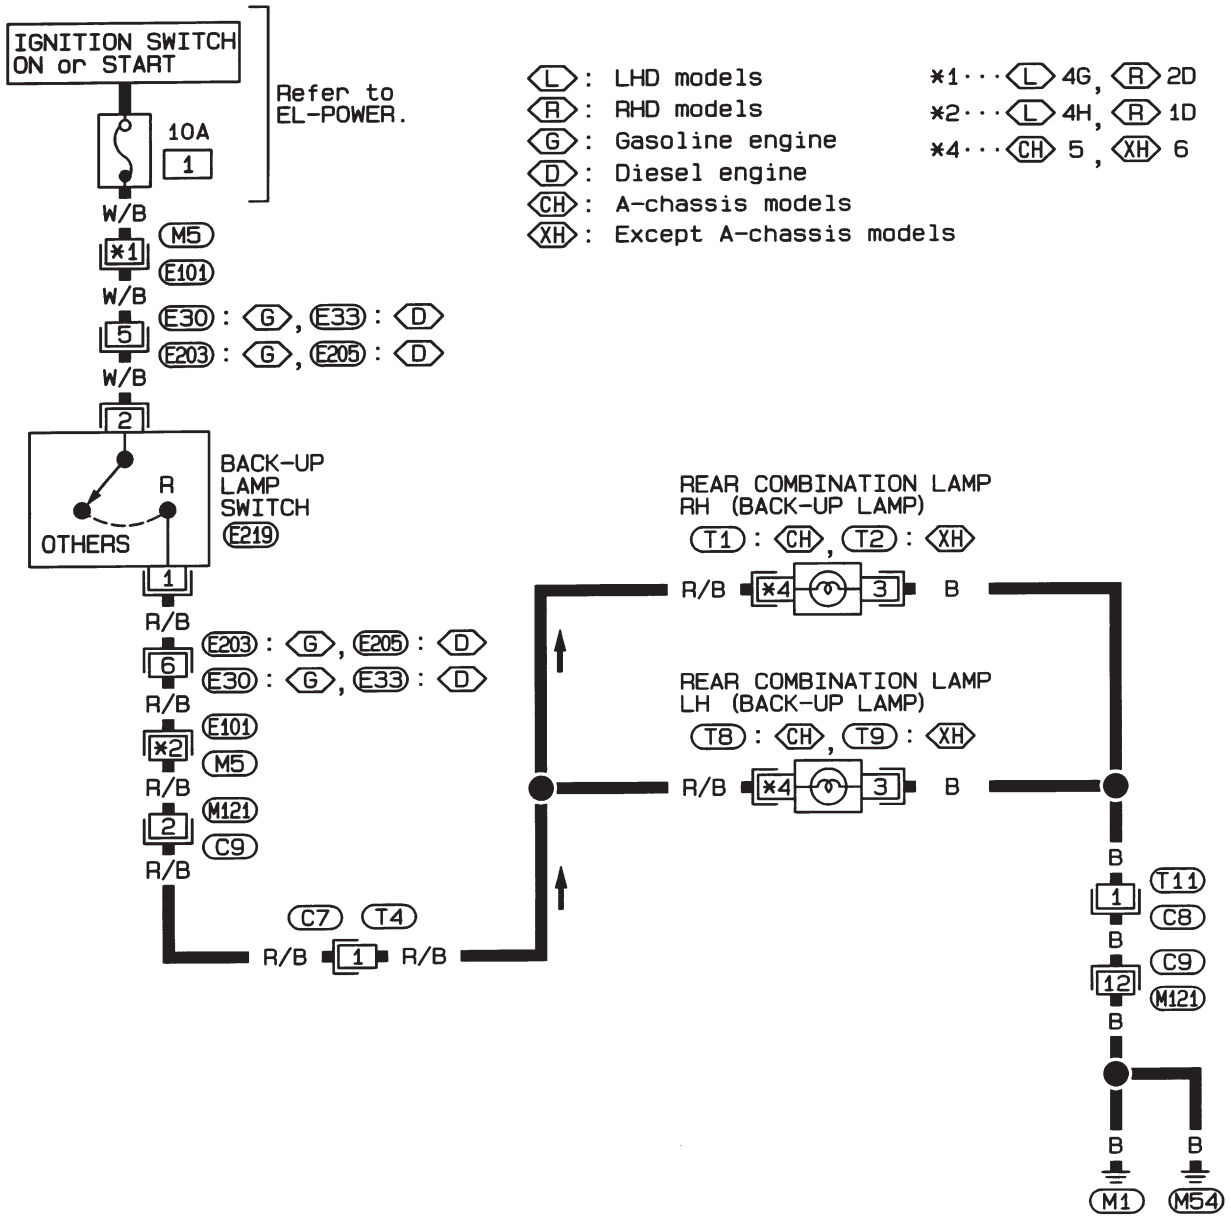 IGNITION SWITCH
ON or START
Refer to
EL-POWER.
10A
1
W/B
*1
M5
E101
W/B
5
E30 : G , E33 : D
E203 : G , E205 : D
W/B
2
BACK-UP
LAMP
SWITCH
E219
R
OTHERS
1
R/B
6
E203 : G , E205 : D
E30 : G , E33 : D
R/B
*2
E101
M5
R/B
2
M121
C9
R/B
C7 T4
R/B 1 R/B
L : LHD models
R : RHD models
G : Gasoline engine
D : Diesel engine
CH : A-chassis models
XH : Except A-chassis models
*1··· L 4G, R 2D
*2··· L 4H, R 1D
*4··· CH 5 , XH 6
REAR COMBINATION LAMP
RH (BACK-UP LAMP)
T1 : CH , T2 : XH
R/B *4 3 B
REAR COMBINATION LAMP
LH (BACK-UP LAMP)
T8 : CH , T9 : XH
R/B *4 3 B
B
1
T11
C8
B
12
C9
M121
B
B B
M1 M54